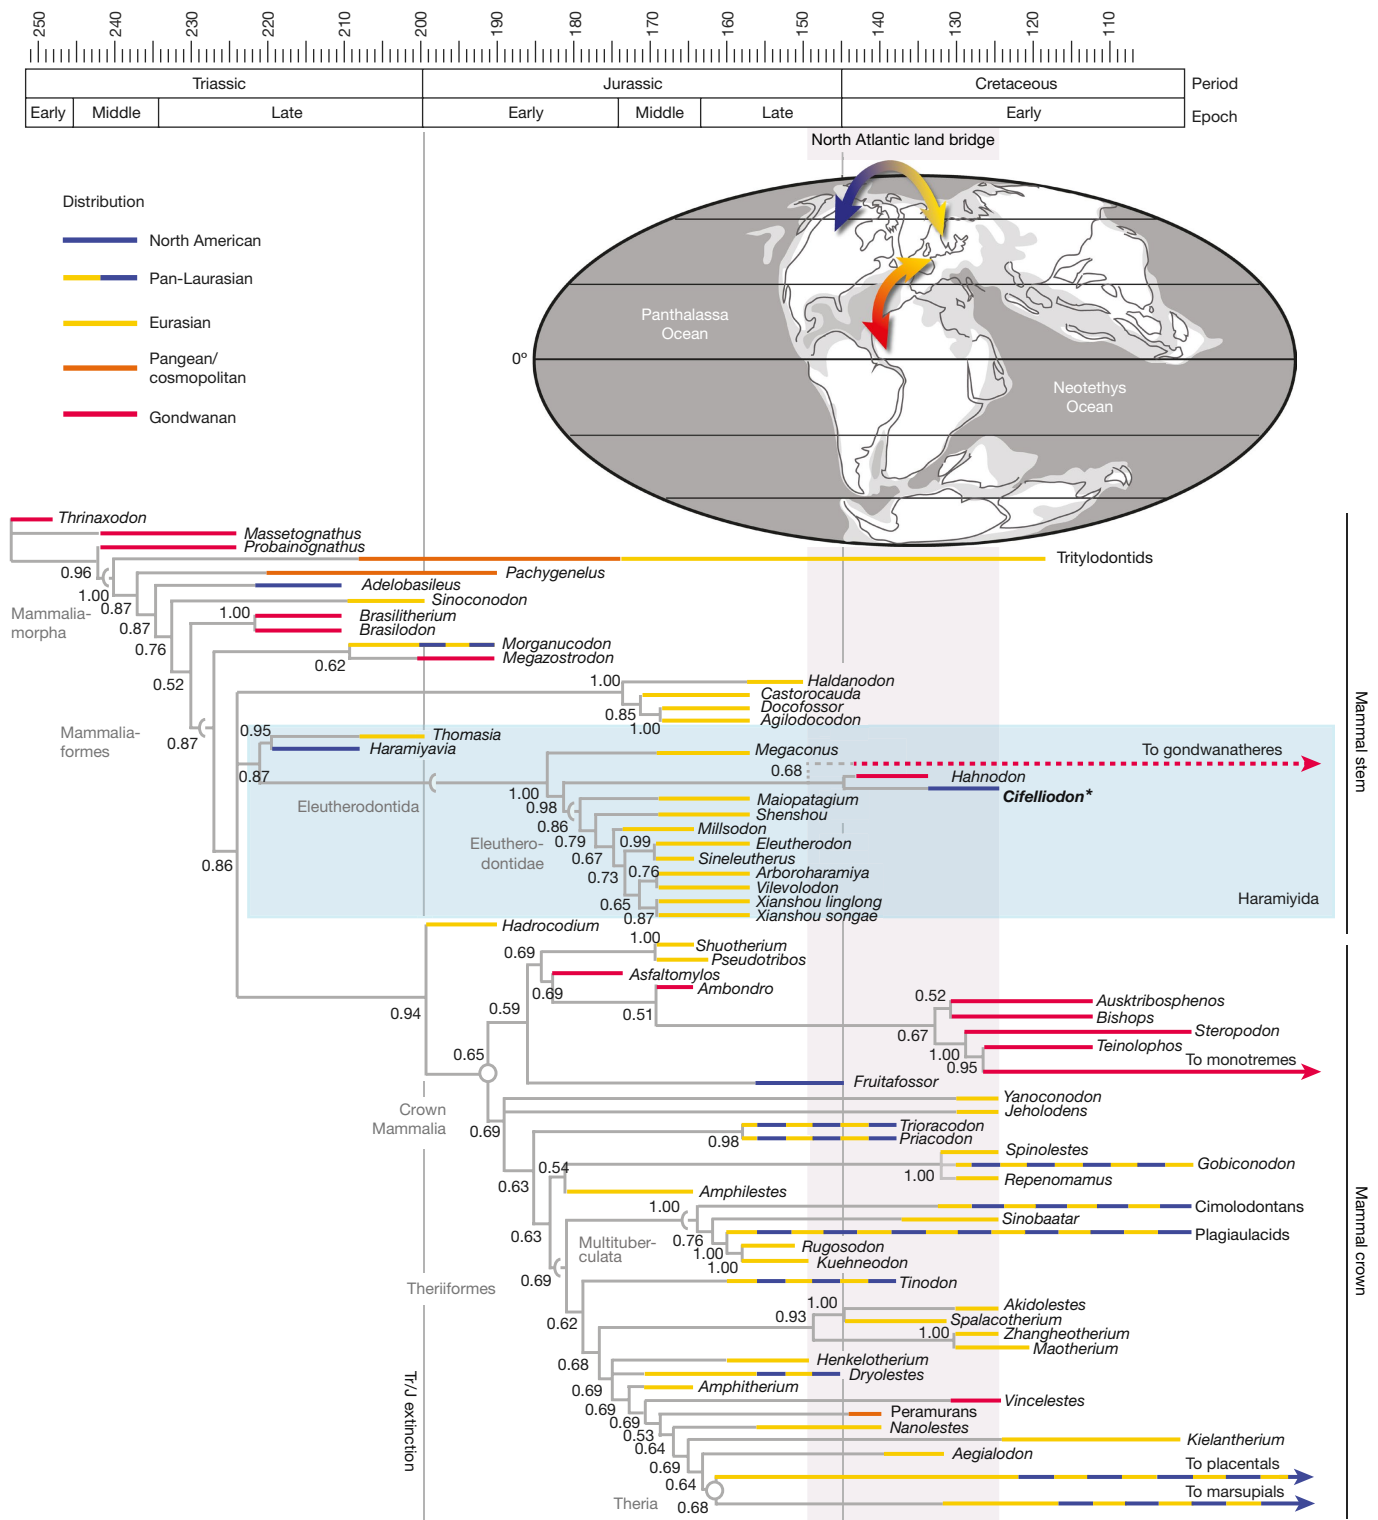 250 240 230 220 210 200 190 180 170 160 150 140 130 120 110
Triassic Jurassic Cretaceous Period
Early Middle Late Early Middle Late Early Epoch
North Atlantic land bridge
Distribution
North American
Pan-Laurasian
Eurasian
Pangean/
cosmopolitan
Gondwanan
Panthalassa
Ocean
0°
Neotethys
Ocean
Thrinaxodon
Massetognathus
Probainognathus
Tritylodontids
0.96
Pachygenelus
1.00
Adelobasileus
0.87
Sinoconodon
Mammalia-
morpha
1.00
Brasilitherium
0.87
Brasilodon
0.76
Morganucodon
0.62
Megazostrodon
0.52
1.00
Haldanodon
Castorocauda
0.85
Docofossor
1.00
Agilodocodon
Mammalia-
formes
0.87
0.95
Thomasia
Haramiyavia
0.87
Megaconus
To gondwanatheres
0.68
Hahnodon
Cifelliodon*
Eleutherodontida
1.00
0.98
Maiopatagium
Shenshou
0.86
Millsodon
0.79
0.99
Eleutherodon
Eleuthero-
dontidae
0.67
Sineleutherus
0.73
0.76
Arboroharamiya
Vilevolodon
0.65
Xianshou linglong
0.87
Xianshou songae
Haramiyida
0.86
Mammal stem
Hadrocodium
1.00
Shuotherium
0.69
Pseudotribos
Asfaltomylos
0.69
Ambondro
0.59
0.51
0.94
0.52
Ausktribosphenos
Bishops
0.67
Steropodon
1.00
Teinolophos
0.95
To monotremes
0.65
Fruitafossor
Crown
Mammalia
Yanoconodon
Jeholodens
0.69
Trioracodon
0.98
Priacodon
0.54
Spinolestes
Gobiconodon
1.00
Repenomamus
0.63
Amphilestes
1.00
Cimolodontans
Sinobaatar
0.63
0.76
Plagiaulacids
Multituber-
culata
1.00
Rugosodon
1.00
Kuehneodon
Theriiformes
0.69
Tinodon
Mammal crown
0.62
0.93
1.00
Akidolestes
Spalacotherium
1.00
Zhangheotherium
Maotherium
0.68
Henkelotherium
Dryolestes
0.69
Amphitherium
0.69
Vincelestes
0.69
Peramurans
0.53
Nanolestes
0.64
Kielantherium
0.69
Aegialodon
0.64
To placentals
To marsupials
Theria
0.68
Tr/J extinction